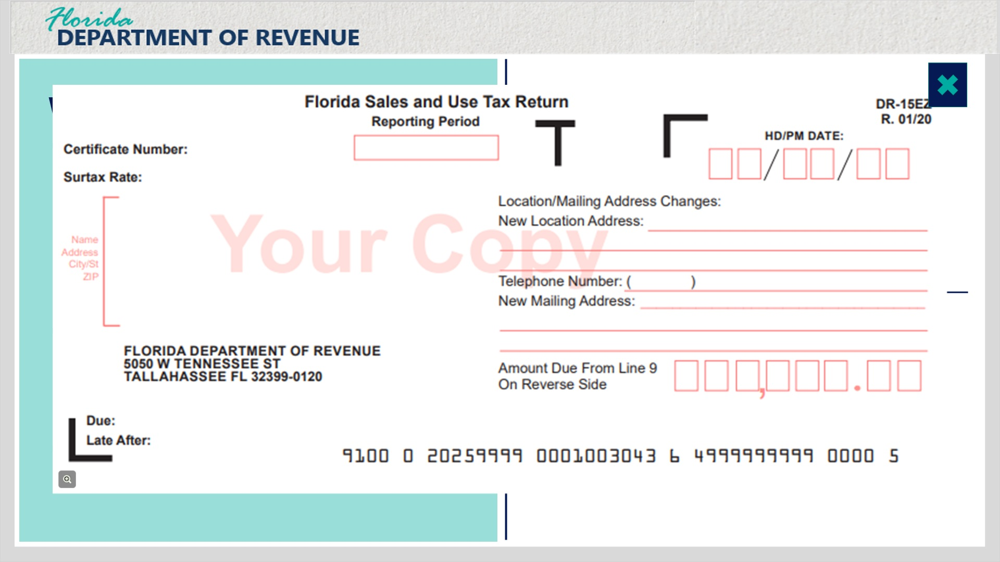 Florida
DEPARTMENT OF REVENUE
Florida Sales and Use Tax Return
DR-15EZ
R. 01/20
Reporting Period
HD/PM DATE:
Certificate Number:
Surtax Rate:
Your Copy
Name
Address
City/St
ZIP
Location/Mailing Address Changes:
New Location Address:
Telephone Number: ( )
New Mailing Address:
FLORIDA DEPARTMENT OF REVENUE
5050 W TENNESSEE ST
TALLAHASSEE FL 32399-0120
Amount Due From Line 9
On Reverse Side
Due:
Late After:
9100 0 20259999 0001003043 6 4999999999 0000 5